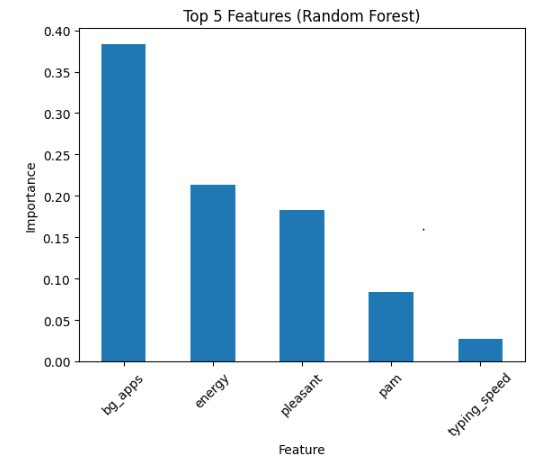 Top 5 Features (Random Forest)
0.40
0.35
0.30
0.25
0.20
0.15
0.10
0.05
0.00
Importance
bg_apps
energy
pleasant
pam
typing_speed
Feature